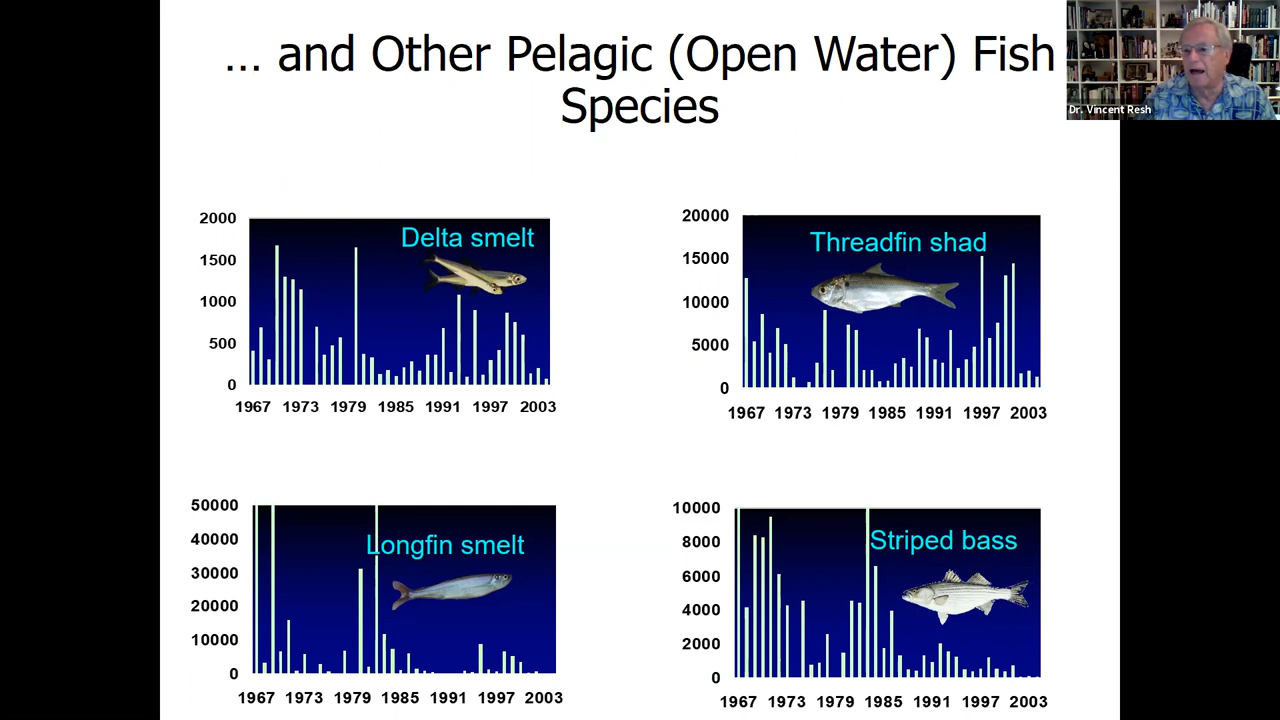 … and Other Pelagic (Open Water) Fish
Species
Dr. Vincent Resh
Delta smelt
2000
1500
1000
500
0
1967 1973 1979 1985 1991 1997 2003
Threadfin shad
20000
15000
10000
5000
0
1967 1973 1979 1985 1991 1997 2003
Longfin smelt
50000
40000
30000
20000
10000
0
1967 1973 1979 1985 1991 1997 2003
Striped bass
10000
8000
6000
4000
2000
0
1967 1973 1979 1985 1991 1997 2003